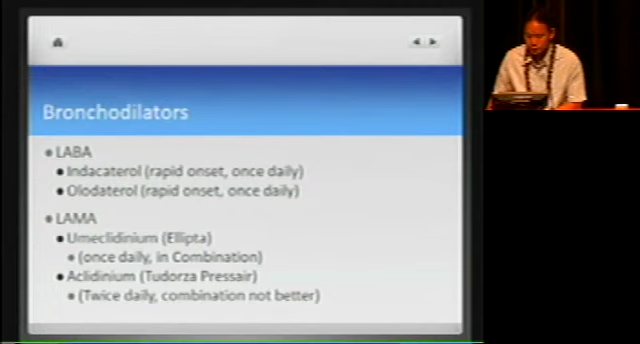 Bronchodilators
LABA
Indacaterol (rapid onset, once daily)
Olodaterol (rapid onset, once daily)
LAMA
Umeclidinium (Ellipta)
(once daily, in Combination)
Aclidinium (Tudorza Pressair)
(Twice daily, combination not better)